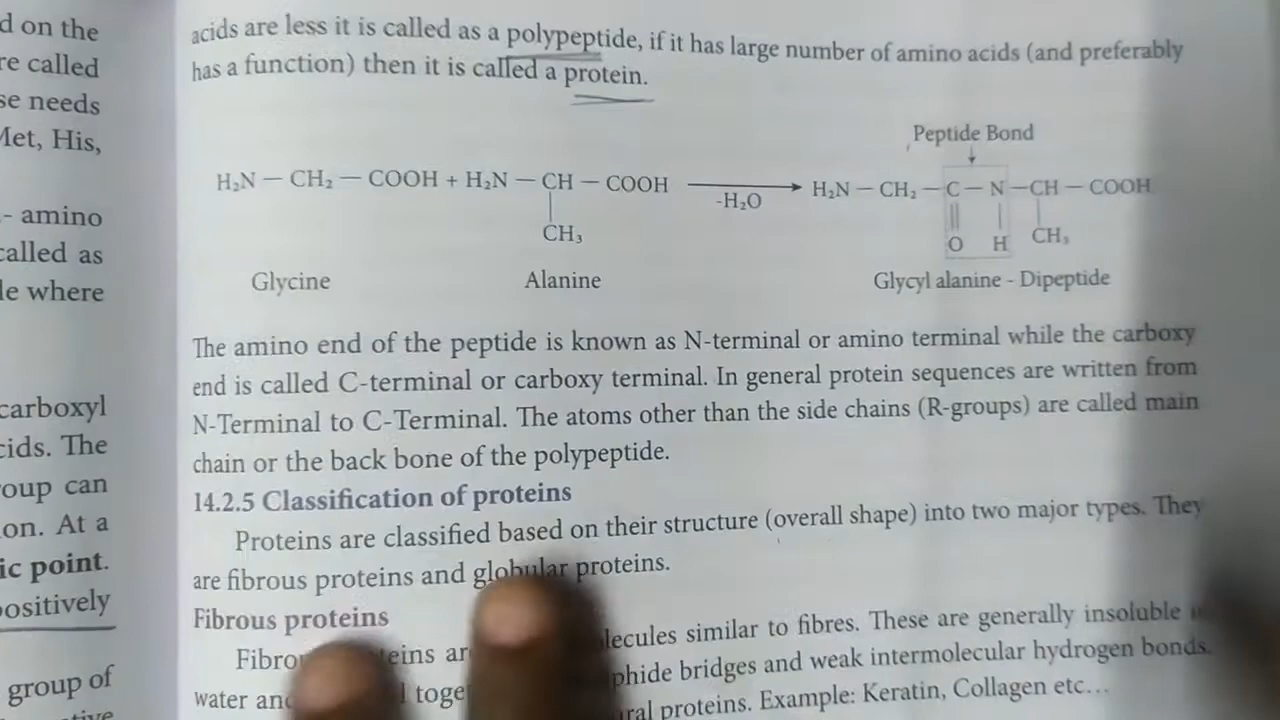 d on the
re called
se needs
Met, His,
- amino
called as
le where
carboxyl
cids. The
oup can
on. At a
ic point.
positively
group of
acids are less it is called as a polypeptide, if it has large number of amino acids (and preferably
has a function) then it is called a protein.
Peptide Bond
H₂N — CH₂ — COOH + H₂N — CH — COOH -H₂O H₂N — CH₂ — C — N — CH — COOH
CH₃ O H CH₃
Glycine Alanine Glycyl alanine - Dipeptide
The amino end of the peptide is known as N-terminal or amino terminal while the carboxy
end is called C-terminal or carboxy terminal. In general protein sequences are written from
N-Terminal to C-Terminal. The atoms other than the side chains (R-groups) are called main
chain or the back bone of the polypeptide.
14.2.5 Classification of proteins
Proteins are classified based on their structure (overall shape) into two major types. They
are fibrous proteins and globular proteins.
Fibrous proteins
Fibro teins ar lecules similar to fibres. These are generally insoluble
water and l toge phide bridges and weak intermolecular hydrogen bonds.
ural proteins. Example: Keratin, Collagen etc...